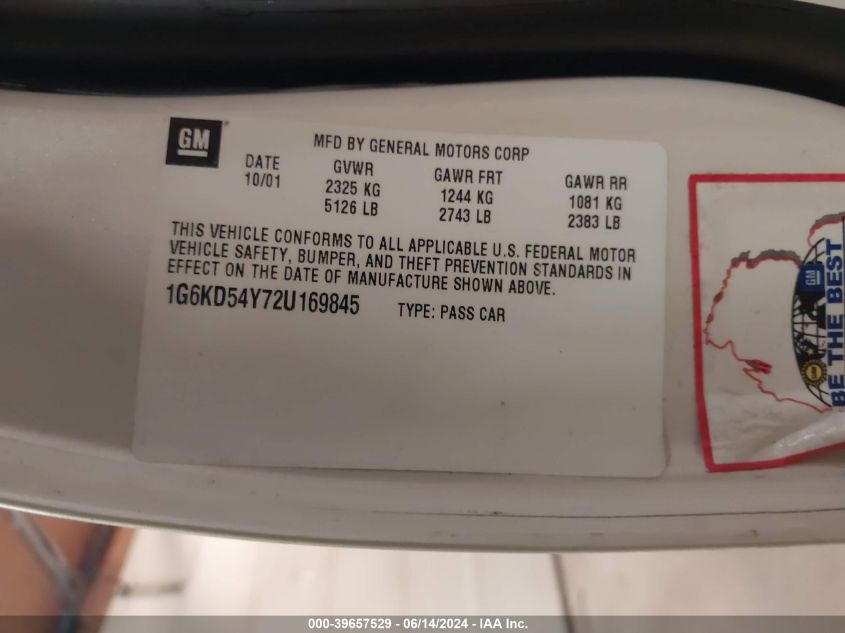 GM
MFD BY GENERAL MOTORS CORP
DATE GVWR GAWR FRT GAWR RR
10/01 2325 KG 1244 KG 1081 KG
5126 LB 2743 LB 2383 LB
THIS VEHICLE CONFORMS TO ALL APPLICABLE U.S. FEDERAL MOTOR
VEHICLE SAFETY, BUMPER, AND THEFT PREVENTION STANDARDS IN
EFFECT ON THE DATE OF MANUFACTURE SHOWN ABOVE.
1G6KD54Y72U169845 TYPE: PASS CAR
GM
BE THE BEST
000-39657529 - 06/14/2024 - IAA Inc.